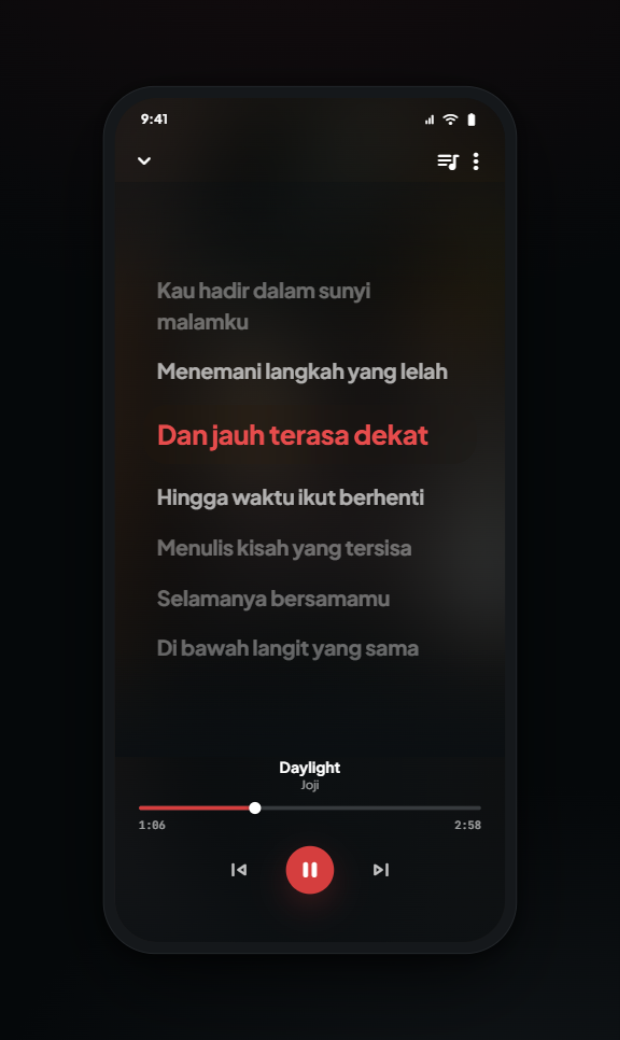 9:41
Kau hadir dalam sunyi
malamku
Menemani langkah yang lelah
Dan jauh terasa dekat
Hingga waktu ikut berhenti
Menulis kisah yang tersisa
Selamanya bersamamu
Di bawah langit yang sama
Daylight
Joji
1:06
2:58